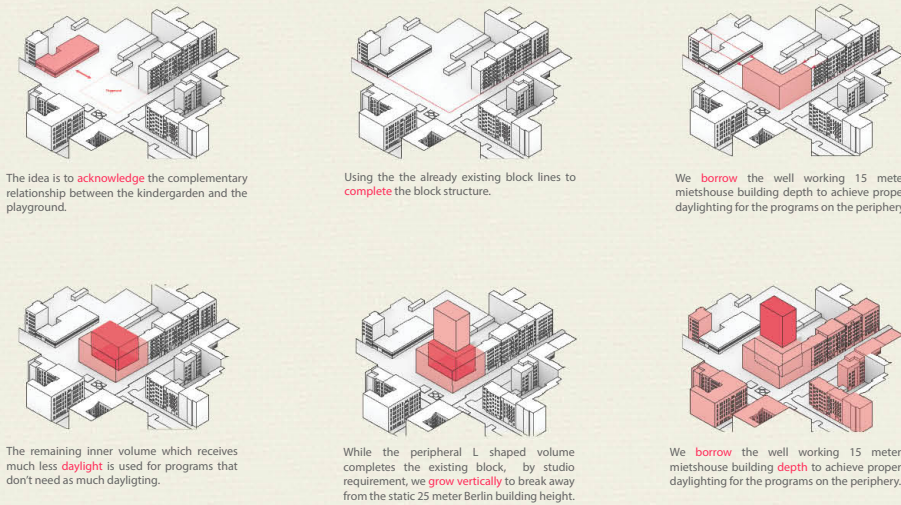 The idea is to acknowledge the complementary
relationship between the kindergarden and the
playground.
Using the the already existing block lines to
complete the block structure.
We borrow the well working 15 mete
mietshouse building depth to achieve prope
daylighting for the programs on the periphery
The remaining inner volume which receives
much less daylight is used for programs that
don't need as much dayligting.
While the peripheral L shaped volume
completes the existing block, by studio
requirement, we grow vertically to break away
from the static 25 meter Berlin building height.
We borrow the well working 15 meter
mietshouse building depth to achieve proper
daylighting for the programs on the periphery.